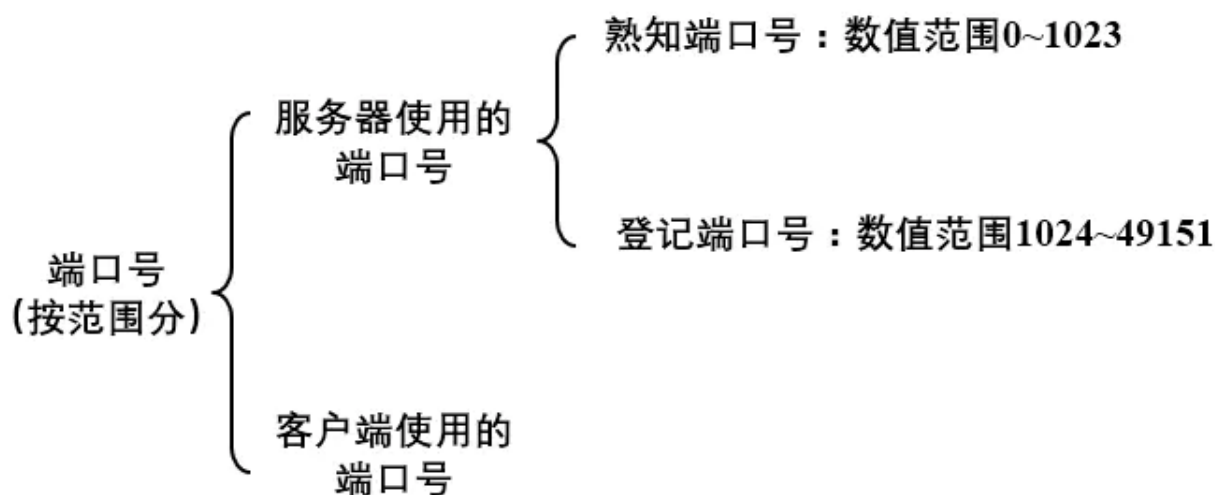 熟知端口号：数值范围0~1023
服务器使用的
端口号
登记端口号：数值范围1024~49151
端口号
(按范围分)
客户端使用的
端口号